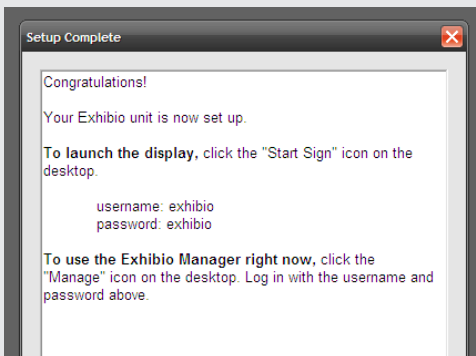 Setup Complete
Congratulations!
Your Exhibio unit is now set up.
To launch the display, click the "Start Sign" icon on the
desktop.
username: exhibio
password: exhibio
To use the Exhibio Manager right now, click the
"Manage" icon on the desktop. Log in with the username and
password above.